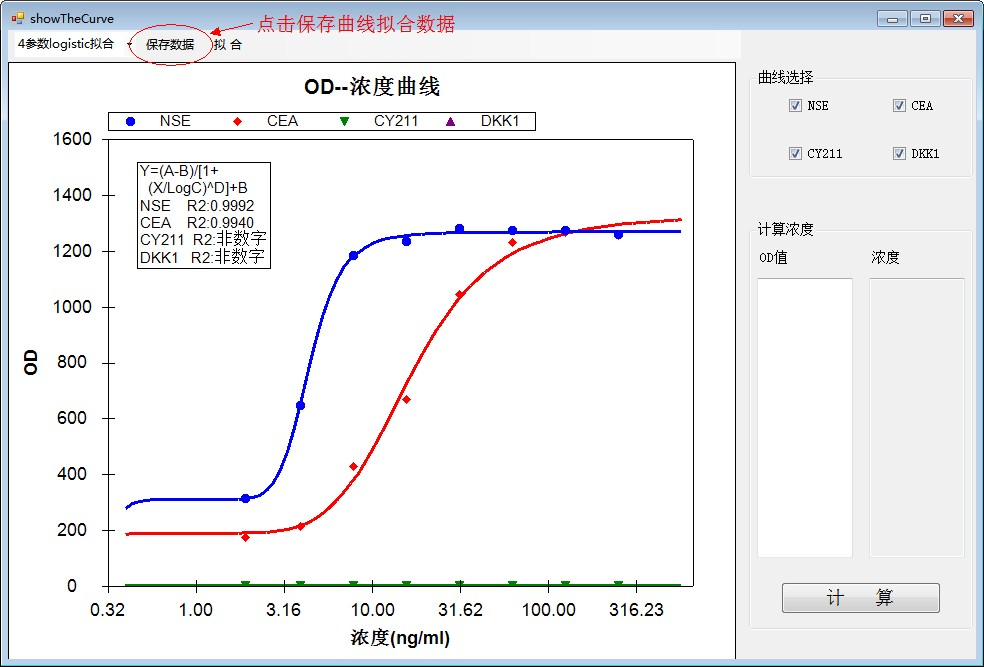 showTheCurve
点击保存曲线拟合数据
4参数logistic拟合 保存数据 拟 合
OD--浓度曲线
NSE CEA CY211 DKK1
Y=(A-B)/[1+
(X/LogC)^D]+B
NSE R2:0.9992
CEA R2:0.9940
CY211 R2:非数字
DKK1 R2:非数字
1600
1400
1200
1000
800
600
400
200
0
OD
0.32 1.00 3.16 10.00 31.62 100.00 316.23
浓度(ng/ml)
曲线选择
NSE CEA
CY211 DKK1
计算浓度
OD值 浓度
计 算